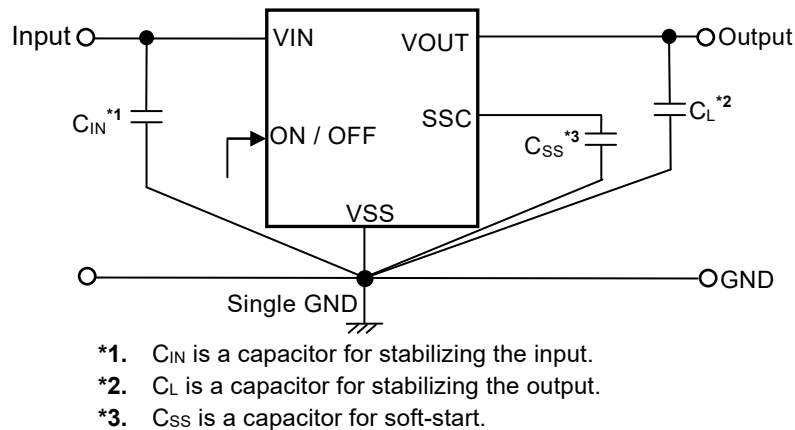 Input VIN VOUT Output
CIN*1 CL*2
SSC
CSS*3
ON / OFF
VSS
Single GND GND
*1. CIN is a capacitor for stabilizing the input.
*2. CL is a capacitor for stabilizing the output.
*3. CSS is a capacitor for soft-start.